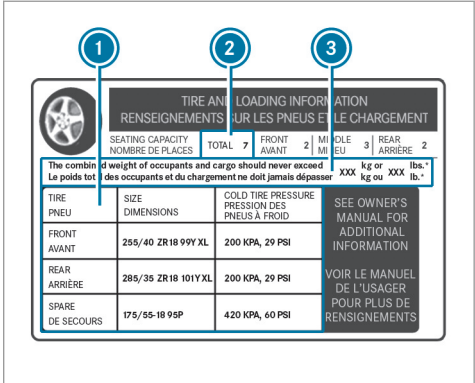 1 2 3
TIRE AND LOADING INFORMATION
RENSEIGNEMENTS SUR LES PNEUS ET LE CHARGEMENT
SEATING CAPACITY
NOMBRE DE PLACES
TOTAL 7
FRONT
AVANT
2
MIDDLE
MILIEU
3
REAR
ARRIÈRE
2
The combined weight of occupants and cargo should never exceed XXX kg or XXX lbs.*
Le poids total des occupants et du chargement ne doit jamais dépasser kg ou lb.*
TIRE
PNEU
SIZE
DIMENSIONS
COLD TIRE PRESSURE
PRESSION DES
PNEUS À FROID
FRONT
AVANT
255/40 ZR18 99Y XL
200 KPA, 29 PSI
REAR
ARRIÈRE
285/35 ZR18 101Y XL
200 KPA, 29 PSI
SPARE
DE SECOURS
175/55-18 95P
420 KPA, 60 PSI
SEE OWNER'S
MANUAL FOR
ADDITIONAL
INFORMATION
VOIR LE MANUEL
DE L'USAGER
POUR PLUS DE
RENSIGNEMENTS